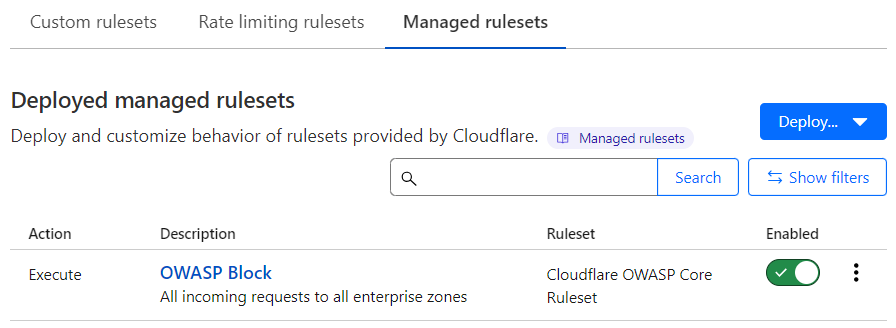 Custom rulesets Rate limiting rulesets Managed rulesets
Deployed managed rulesets
Deploy and customize behavior of rulesets provided by Cloudflare. Managed rulesets
Deploy...
Search Show filters
Action Description Ruleset Enabled
Execute OWASP Block Cloudflare OWASP Core
All incoming requests to all enterprise zones Ruleset